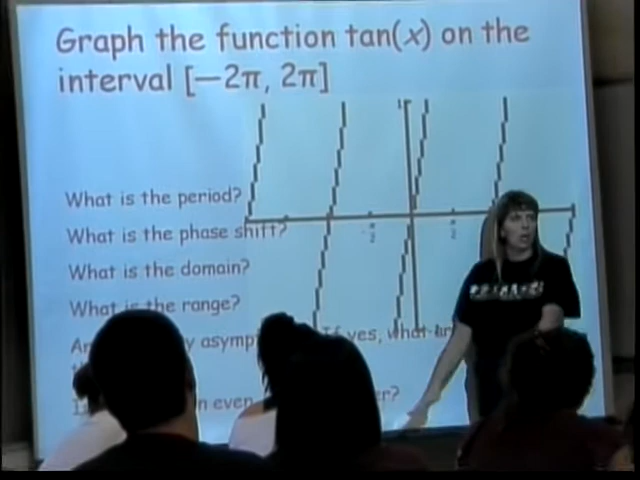 Graph the function tan(x) on the
interval [−2π, 2π]
What is the period?
What is the phase shift?
What is the domain?
What is the range?
yes, what
even